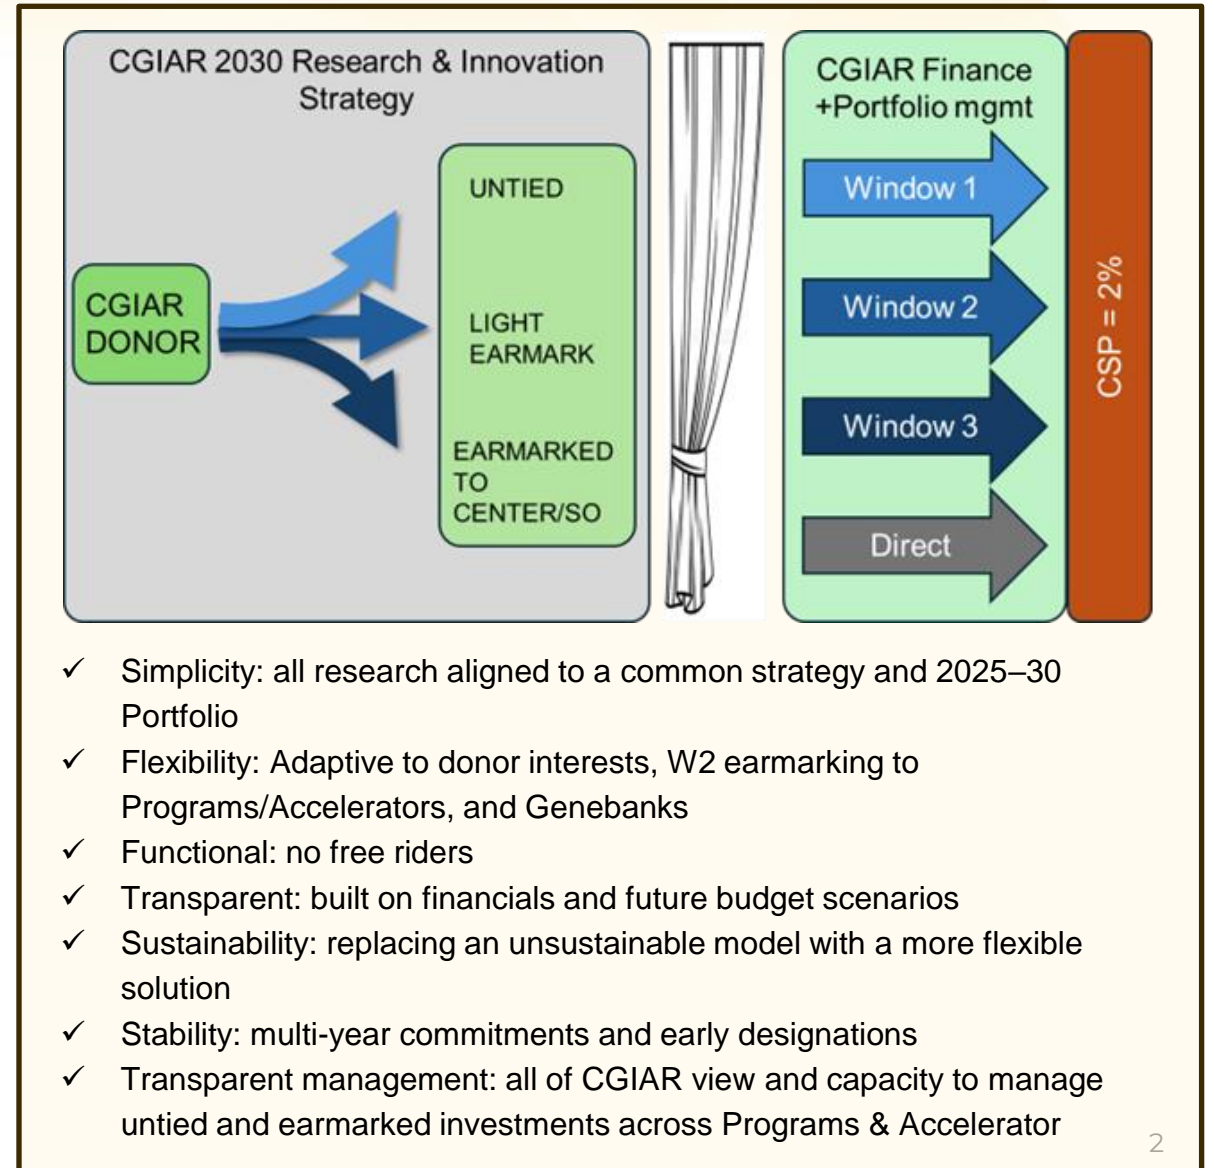 CGIAR 2030 Research & Innovation
Strategy
CGIAR
DONOR
UNTIED
LIGHT
EARMARK
EARMARKED
TO
CENTER/SO
CGIAR Finance
+Portfolio mgmt
Window 1
Window 2
Window 3
Direct
CSP = 2%
✓ Simplicity: all research aligned to a common strategy and 2025–30
Portfolio
✓ Flexibility: Adaptive to donor interests, W2 earmarking to
Programs/Accelerators, and Genebanks
✓ Functional: no free riders
✓ Transparent: built on financials and future budget scenarios
✓ Sustainability: replacing an unsustainable model with a more flexible
solution
✓ Stability: multi-year commitments and early designations
✓ Transparent management: all of CGIAR view and capacity to manage
untied and earmarked investments across Programs & Accelerator
2